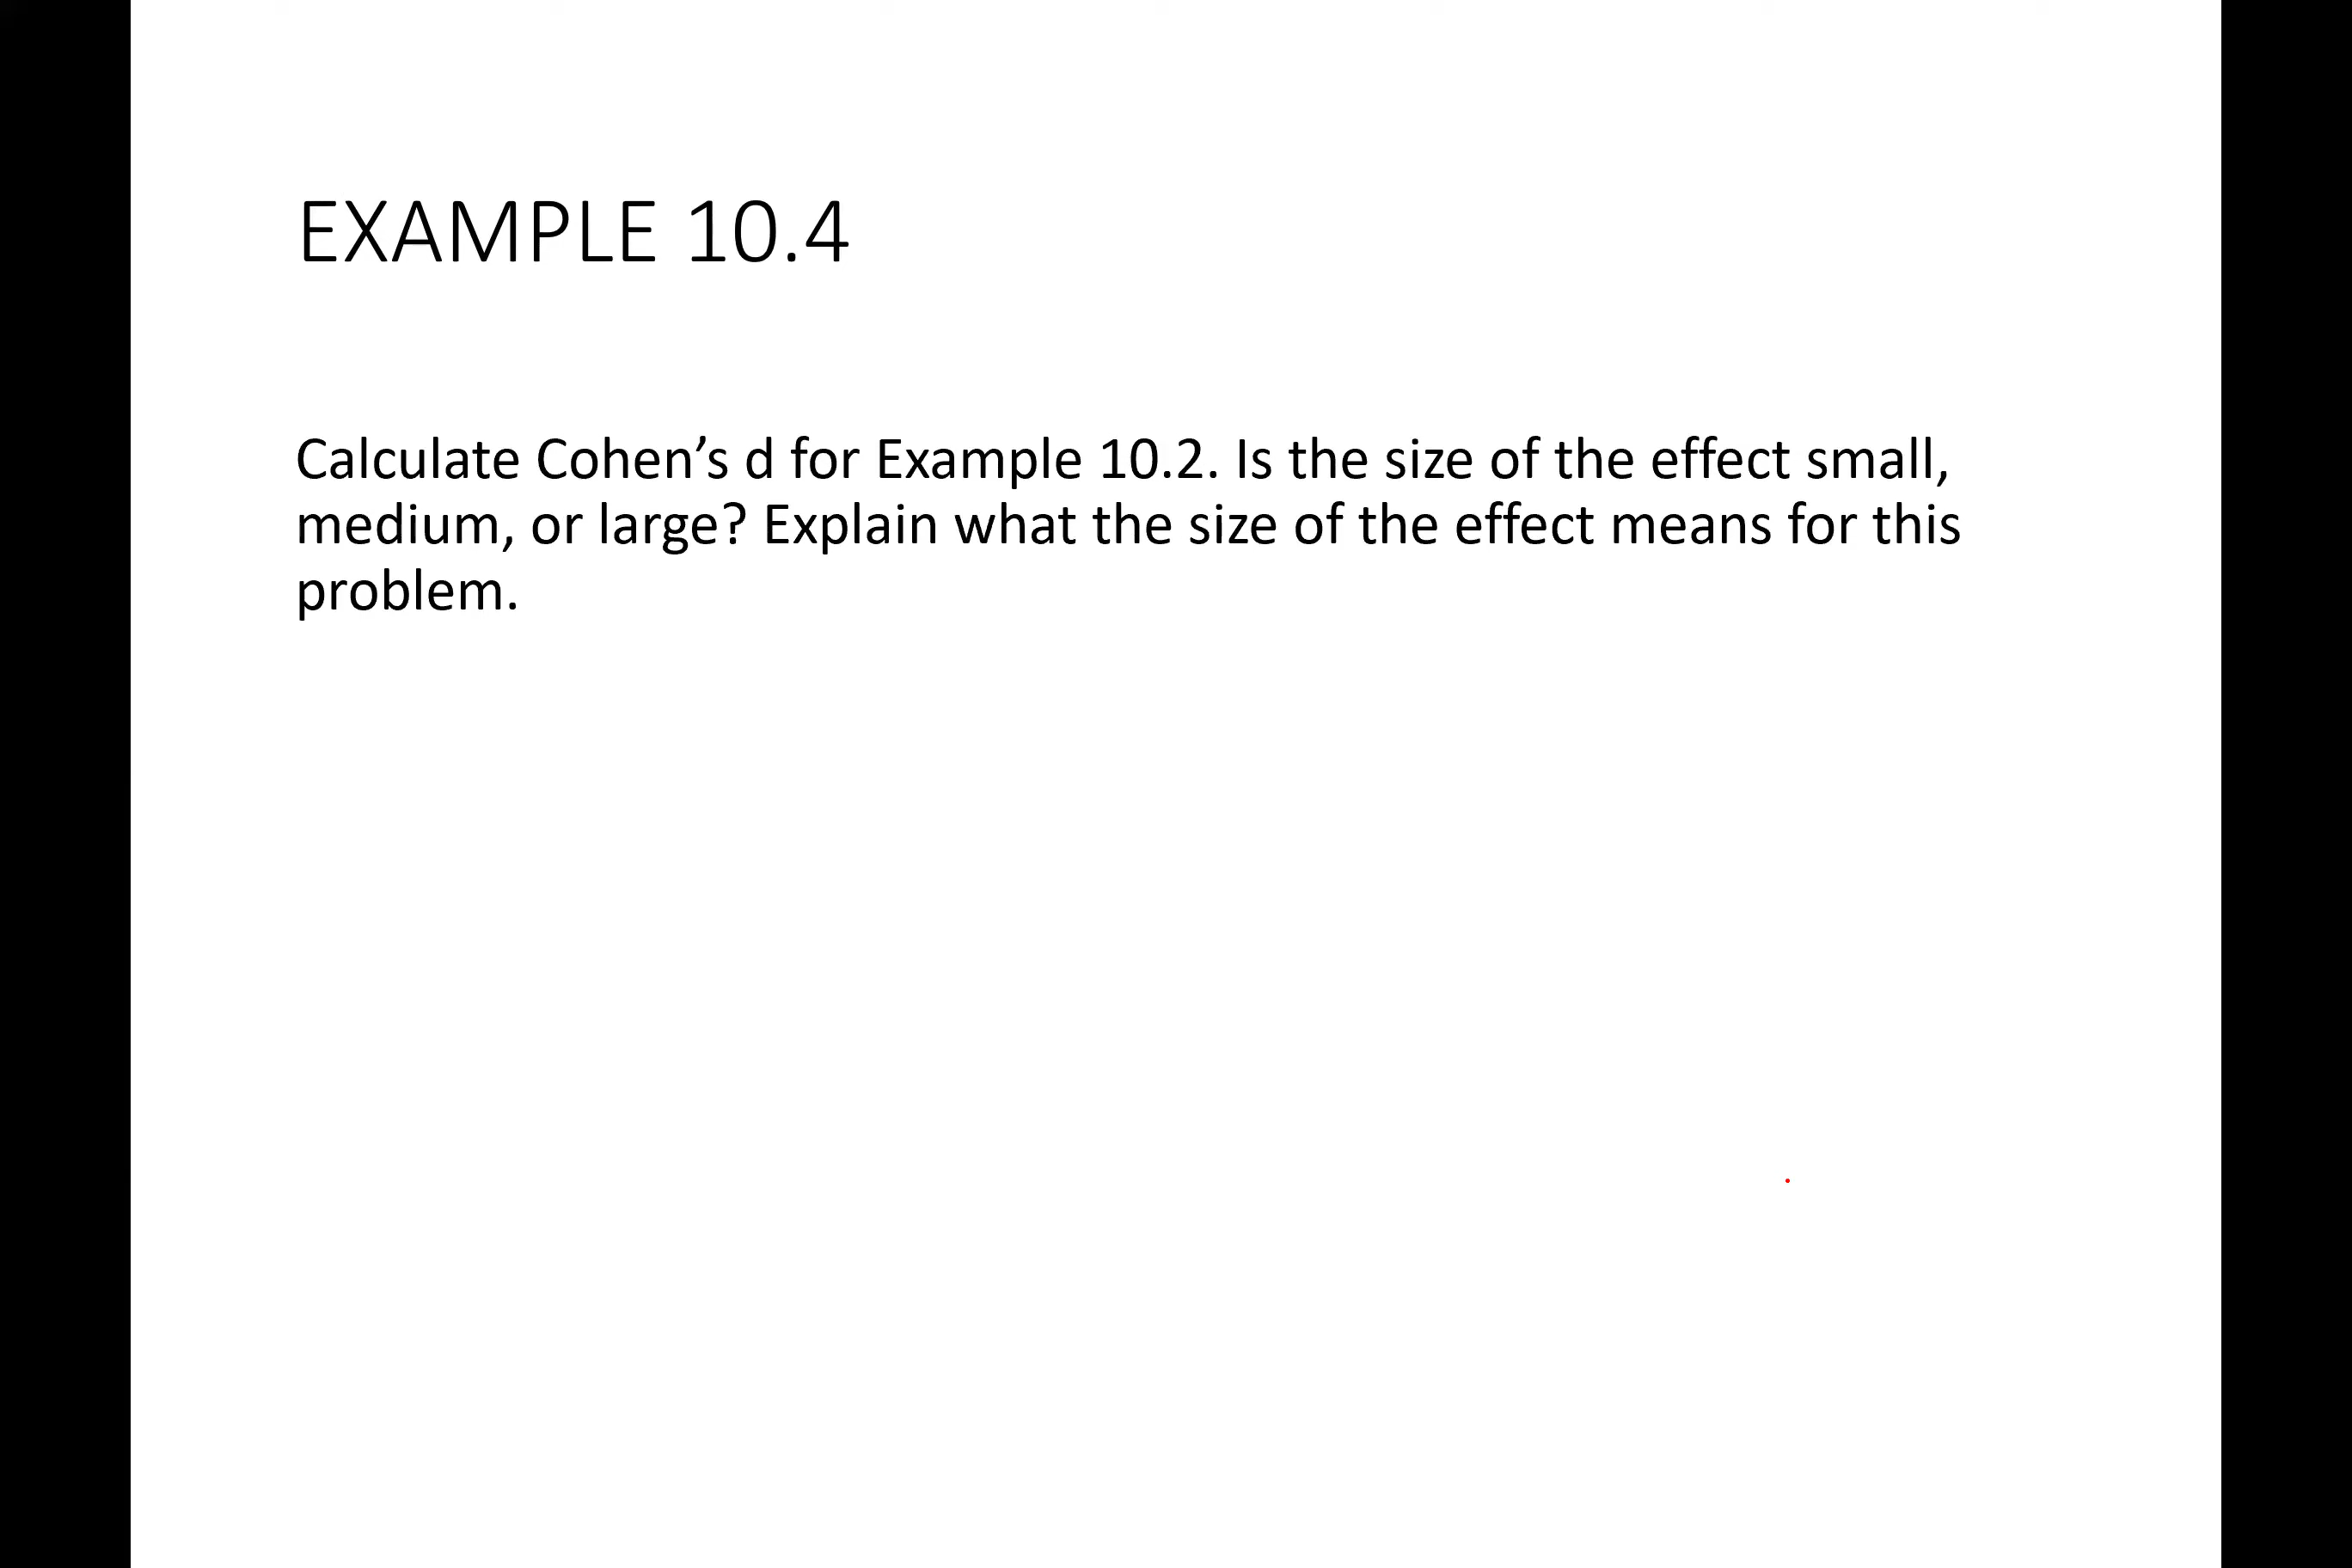 EXAMPLE 10.4
Calculate Cohen’s d for Example 10.2. Is the size of the effect small,
medium, or large? Explain what the size of the effect means for this
problem.